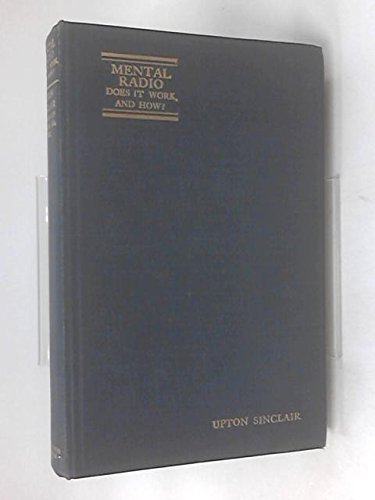 MENTAL
RADIO
DOES IT WORK,
AND HOW?
UPTON SINCLAIR